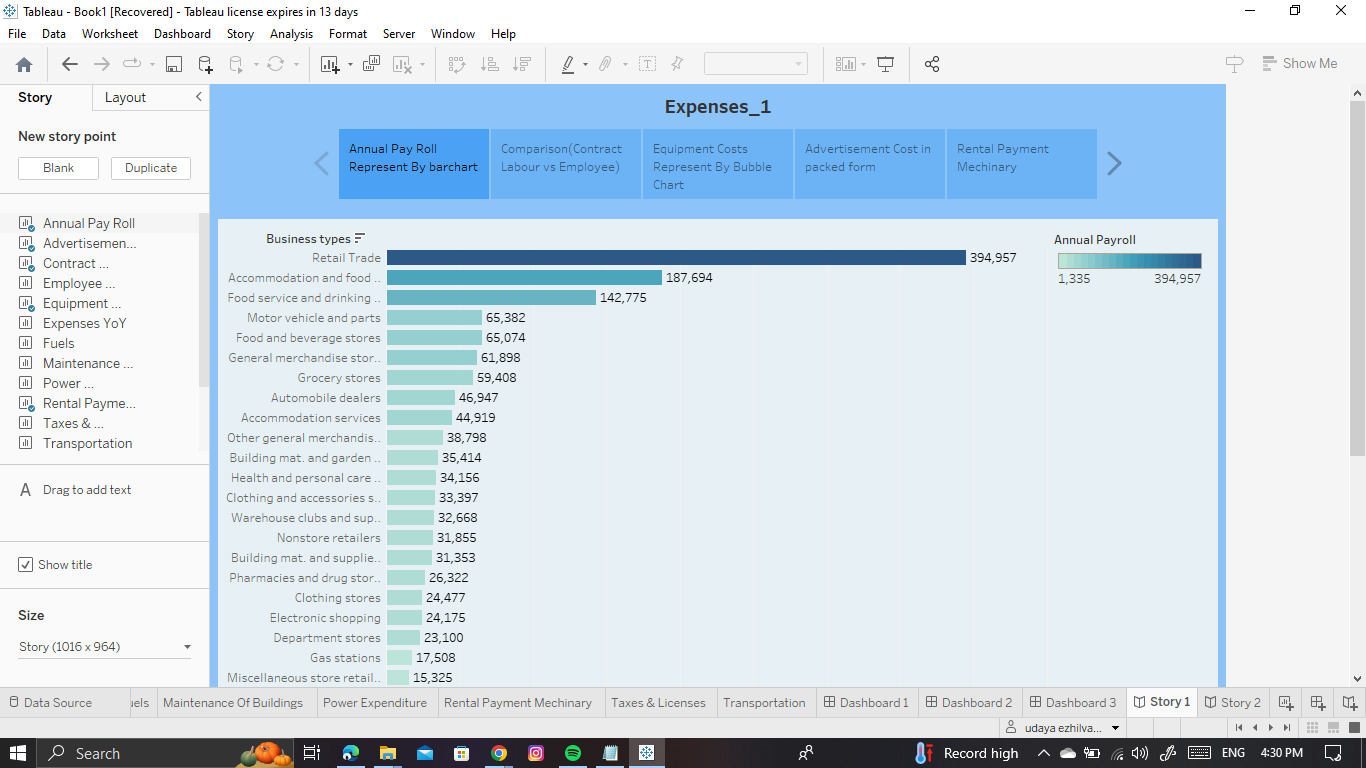 Tableau - Book1 [Recovered] - Tableau license expires in 13 days
File Data Worksheet Dashboard Story Analysis Format Server Window Help
Show Me
Story Layout
New story point
Blank Duplicate
Annual Pay Roll
Advertisemen...
Contract ...
Employee ...
Equipment ...
Expenses YoY
Fuels
Maintenance ...
Power ...
Rental Payme...
Taxes & ...
Transportation
A Drag to add text
Show title
Size
Story (1016 x 964)
Expenses_1
Annual Pay Roll
Represent By barchart
Comparison(Contract
Labour vs Employee)
Equipment Costs
Represent By Bubble
Chart
Advertisement Cost in
packed form
Rental Payment
Mechinary
Business types
Retail Trade 394,957
Accommodation and food .. 187,694
Food service and drinking .. 142,775
Motor vehicle and parts 65,382
Food and beverage stores 65,074
General merchandise stor.. 61,898
Grocery stores 59,408
Automobile dealers 46,947
Accommodation services 44,919
Other general merchandis.. 38,798
Building mat. and garden .. 35,414
Health and personal care .. 34,156
Clothing and accessories s.. 33,397
Warehouse clubs and sup.. 32,668
Nonstore retailers 31,855
Building mat. and supplie.. 31,353
Pharmacies and drug stor.. 26,322
Clothing stores 24,477
Electronic shopping 24,175
Department stores 23,100
Gas stations 17,508
Miscellaneous store retail.. 15,325
Annual Payroll
1,335 394,957
Data Source uels Maintenance Of Buildings Power Expenditure Rental Payment Mechinary Taxes & Licenses Transportation Dashboard 1 Dashboard 2 Dashboard 3 Story 1 Story 2
udaya ezhilva...
Search Record high ENG 4:30 PM